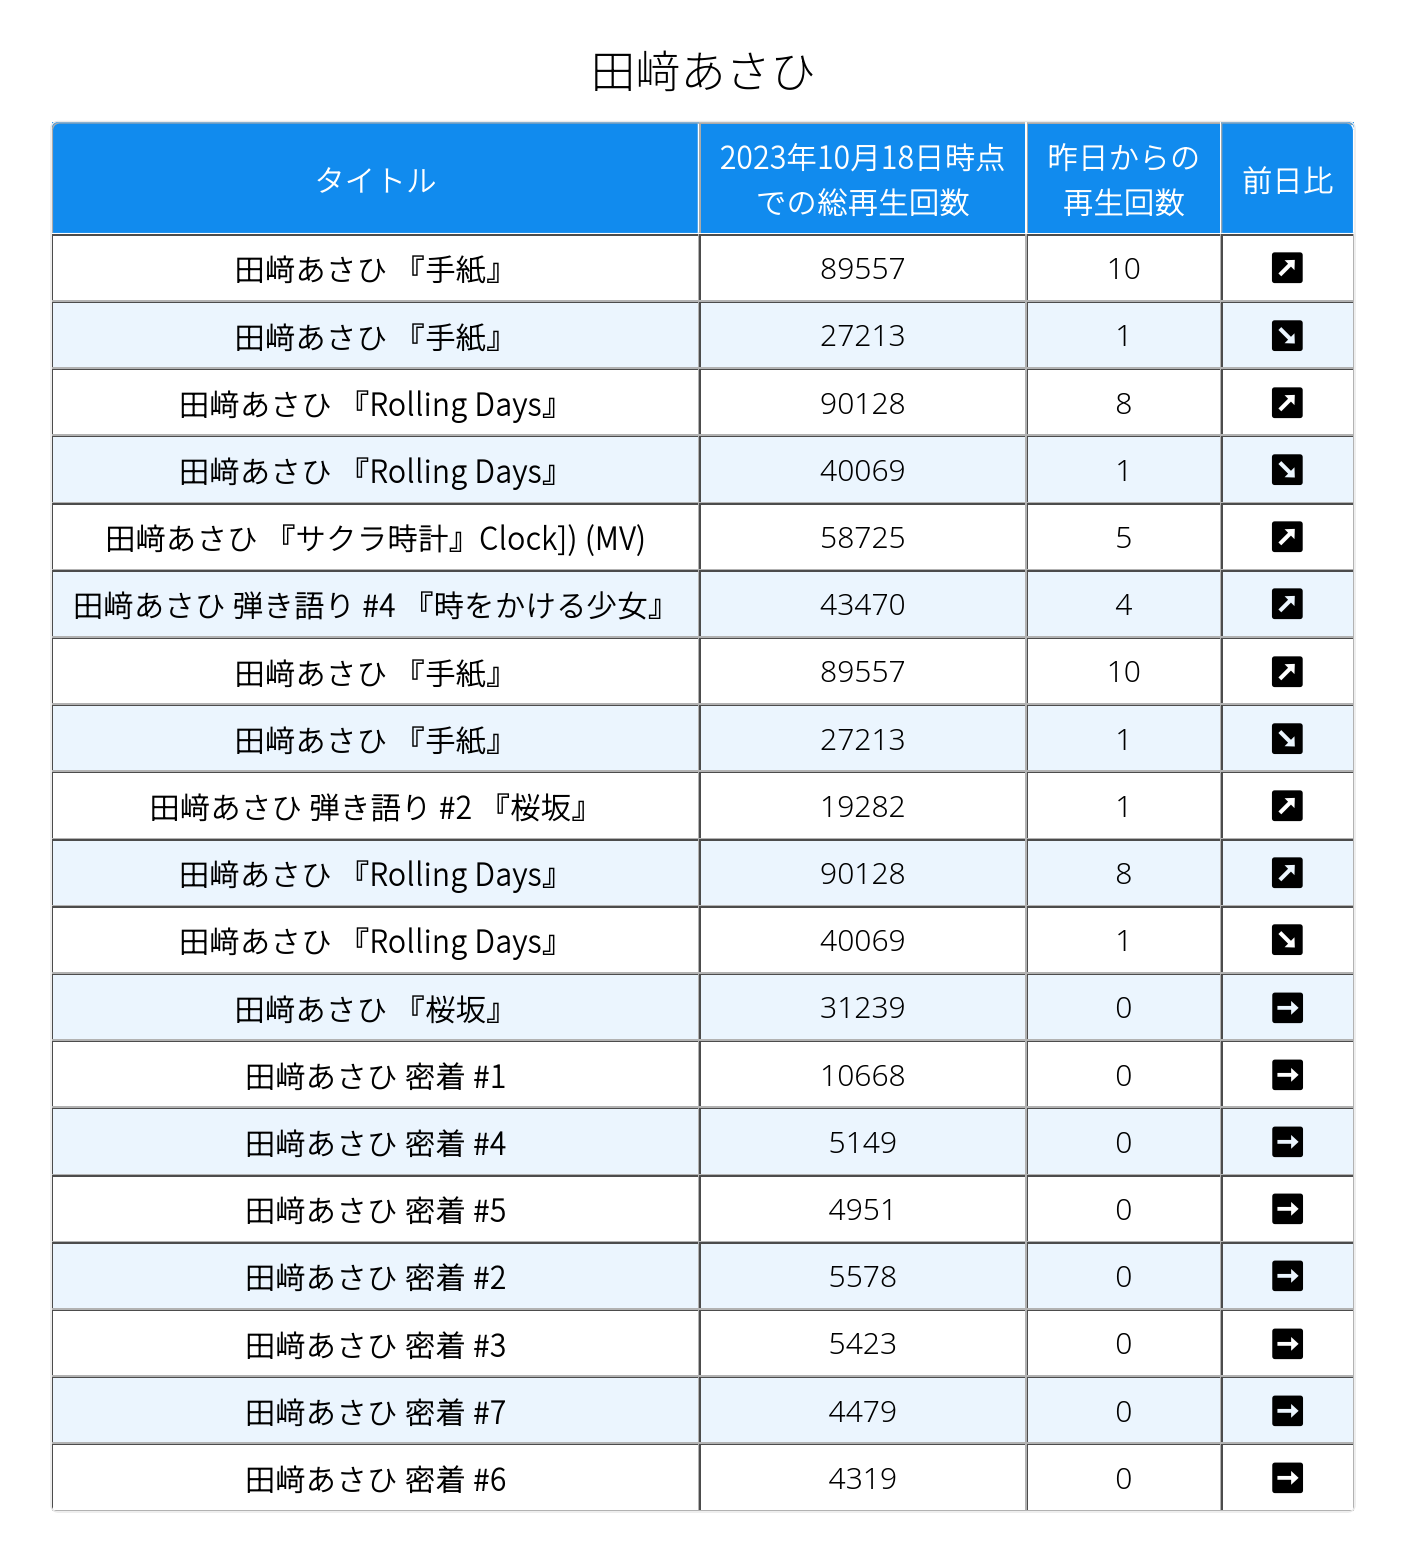 田﨑あさひ
タイトル 2023年10月18日時点 昨日からの 前日比
での総再生回数 再生回数
田﨑あさひ 『手紙』 89557 10
田﨑あさひ 『手紙』 27213 1
田﨑あさひ 『Rolling Days』 90128 8
田﨑あさひ 『Rolling Days』 40069 1
田﨑あさひ 『サクラ時計』Clock]) (MV) 58725 5
田﨑あさひ 弾き語り #4 『時をかける少女』 43470 4
田﨑あさひ 『手紙』 89557 10
田﨑あさひ 『手紙』 27213 1
田﨑あさひ 弾き語り #2 『桜坂』 19282 1
田﨑あさひ 『Rolling Days』 90128 8
田﨑あさひ 『Rolling Days』 40069 1
田﨑あさひ 『桜坂』 31239 0
田﨑あさひ 密着 #1 10668 0
田﨑あさひ 密着 #4 5149 0
田﨑あさひ 密着 #5 4951 0
田﨑あさひ 密着 #2 5578 0
田﨑あさひ 密着 #3 5423 0
田﨑あさひ 密着 #7 4479 0
田﨑あさひ 密着 #6 4319 0